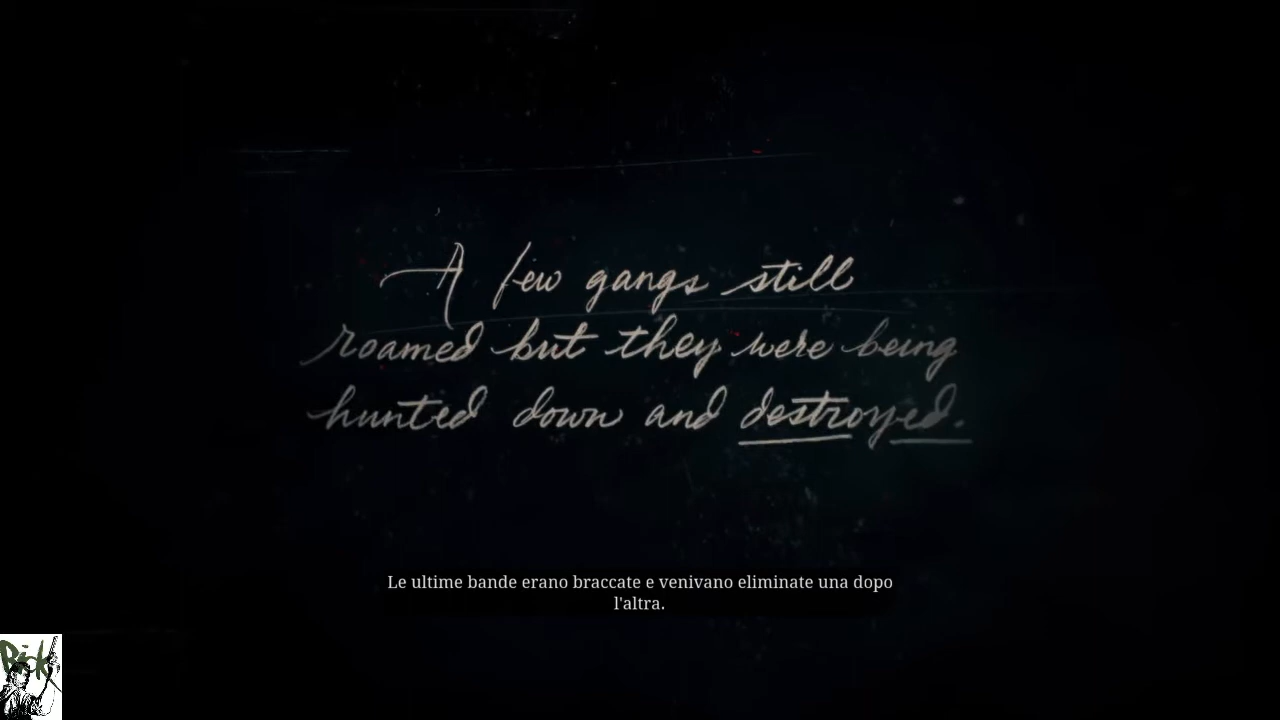 A few gangs still
roamed but they were being
hunted down and destroyed.
Le ultime bande erano braccate e venivano eliminate una dopo
l'altra.
Rick